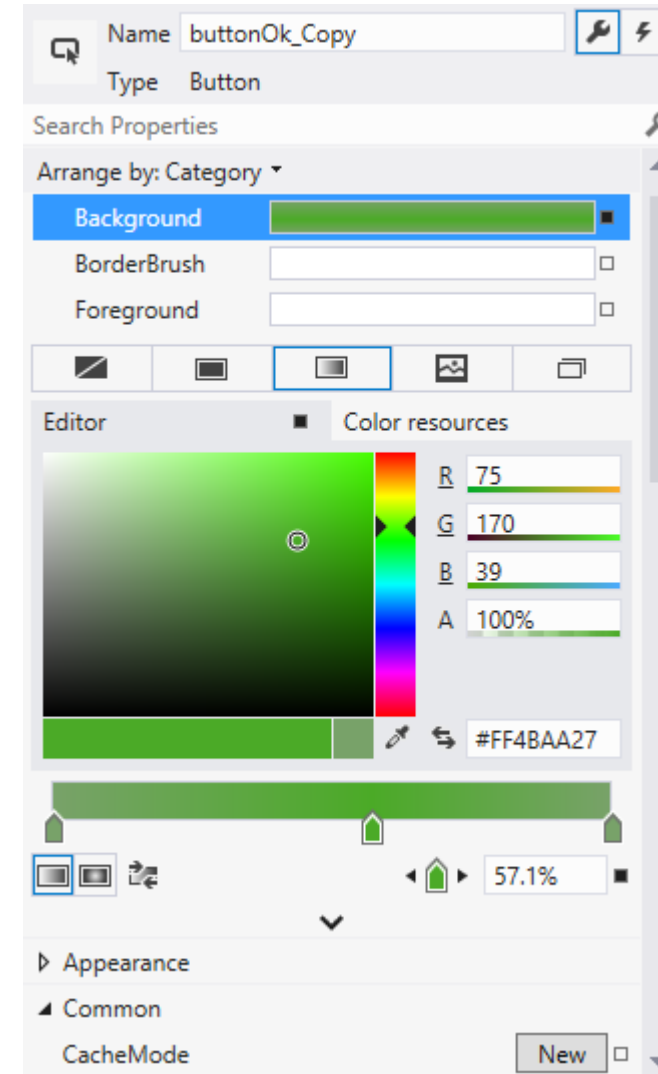 Name buttonOk_Copy
Type Button
Search Properties
Arrange by: Category
Background
BorderBrush
Foreground
Editor Color resources
R 75
G 170
B 39
A 100%
#FF4BAA27
57.1%
Appearance
Common
CacheMode New